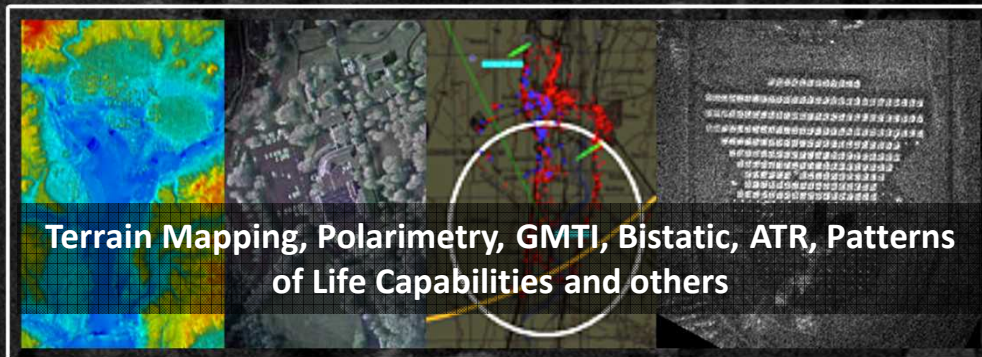 Terrain Mapping, Polarimetry, GMTI, Bistatic, ATR, Patterns
of Life Capabilities and others